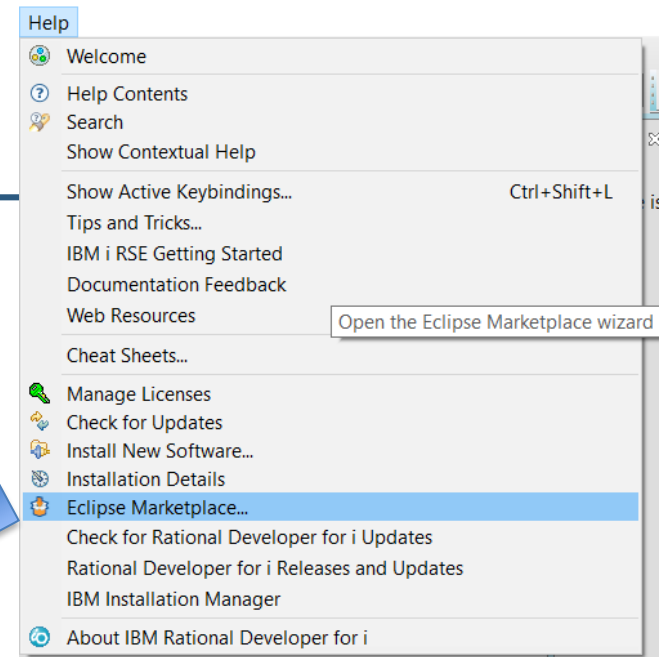 Help
Welcome
Help Contents
Search
Show Contextual Help
Show Active Keybindings... Ctrl+Shift+L
Tips and Tricks...
IBM i RSE Getting Started
Documentation Feedback
Web Resources
Open the Eclipse Marketplace wizard
Cheat Sheets...
Manage Licenses
Check for Updates
Install New Software...
Installation Details
Eclipse Marketplace...
Check for Rational Developer for i Updates
Rational Developer for i Releases and Updates
IBM Installation Manager
About IBM Rational Developer for i